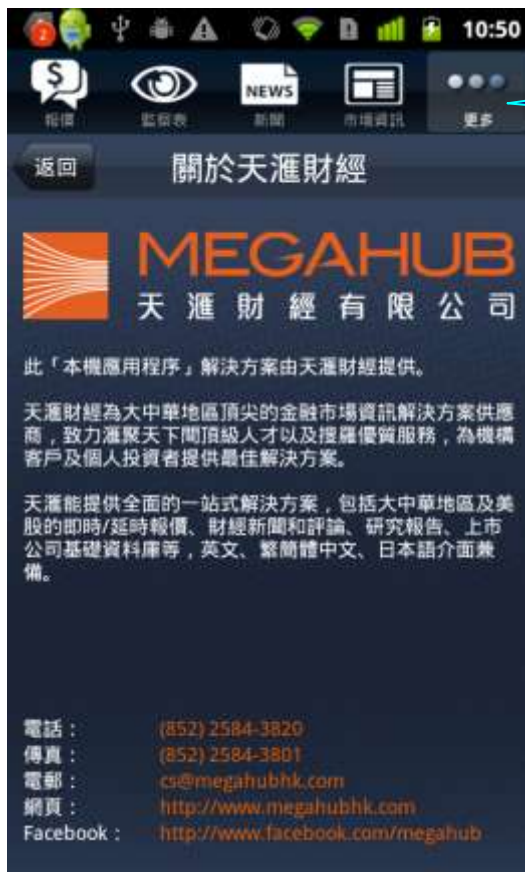 10:50
報價 監察表 新聞 市場資訊 更多
NEWS
返回 關於天滙財經
MEGAHUB
天滙財經有限公司
此「本機應用程序」解決方案由天滙財經提供。
天滙財經為大中華地區頂尖的金融市場資訊解決方案供應
商，致力滙聚天下間頂級人才以及搜羅優質服務，為機構
客戶及個人投資者提供最佳解決方案。
天滙能提供全面的一站式解決方案，包括大中華地區及美
股的即時/延時報價、財經新聞和評論、研究報告、上市
公司基礎資料庫等，英文、繁簡體中文、日本語介面兼
備。
電話： (852) 2584-3820
傳真： (852) 2584-3801
電郵： cs@megahubhk.com
網頁： http://www.megahubhk.com
Facebook： http://www.facebook.com/megahub